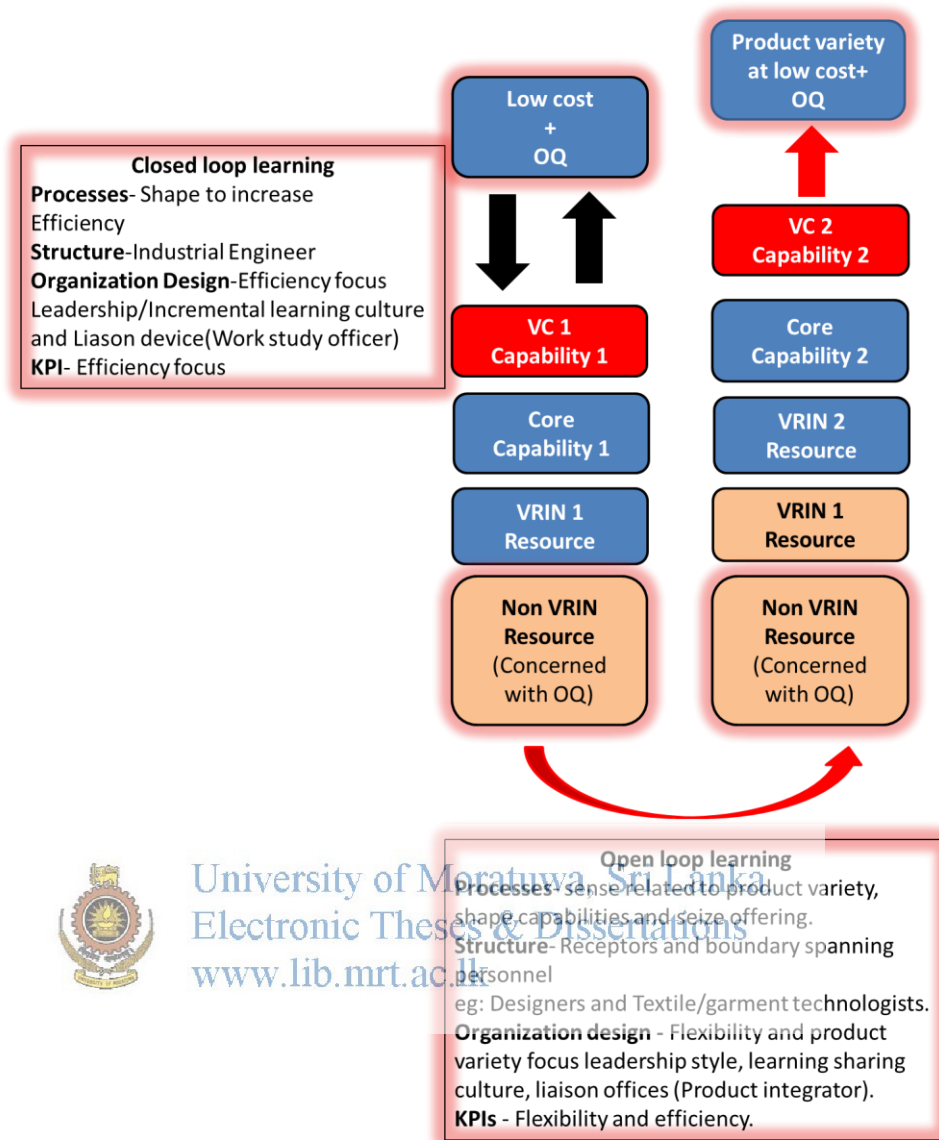 Product variety
at low cost+
OQ
Low cost
+
OQ
Closed loop learning
Processes- Shape to increase
Efficiency
Structure-Industrial Engineer
Organization Design-Efficiency focus
Leadership/Incremental learning culture
and Liason device(Work study officer)
KPI- Efficiency focus
VC 1
Capability 1
Core
Capability 1
VRIN 1
Resource
Non VRIN
Resource
(Concerned
with OQ)
VC 2
Capability 2
Core
Capability 2
VRIN 2
Resource
VRIN 1
Resource
Non VRIN
Resource
(Concerned
with OQ)
University of Moratuwa, Sri Lanka.
Electronic Theses & Dissertations
www.lib.mrt.ac.lk
Open loop learning
Processes- sense related to product variety,
shape capabilities and seize offering.
Structure- Receptors and boundary spanning
personnel
eg: Designers and Textile/garment technologists.
Organization design - Flexibility and product
variety focus leadership style, learning sharing
culture, liaison offices (Product integrator).
KPIs - Flexibility and efficiency.